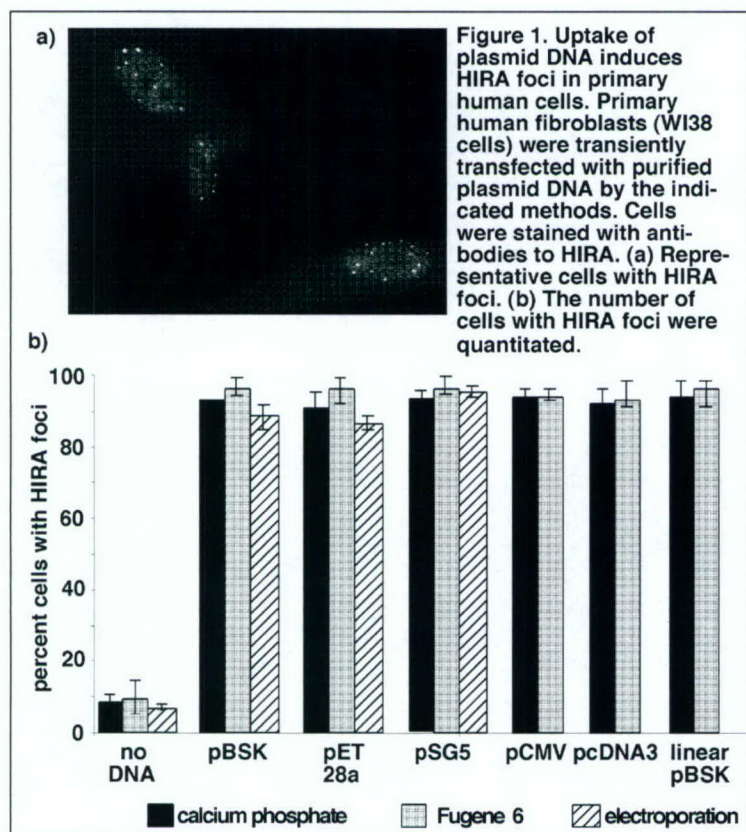 a)
Figure 1. Uptake of
plasmid DNA induces
HIRA foci in primary
human cells. Primary
human fibroblasts (WI38
cells) were transiently
transfected with purified
plasmid DNA by the indi-
cated methods. Cells
were stained with anti-
bodies to HIRA. (a) Repre-
sentative cells with HIRA
foci. (b) The number of
cells with HIRA foci were
quantitated.
b)
percent cells with HIRA foci
100
80
60
40
20
0
no
DNA
pBSK
pET
28a
pSG5
pCMV
pcDNA3
linear
pBSK
calcium phosphate
Fugene 6
electroporation